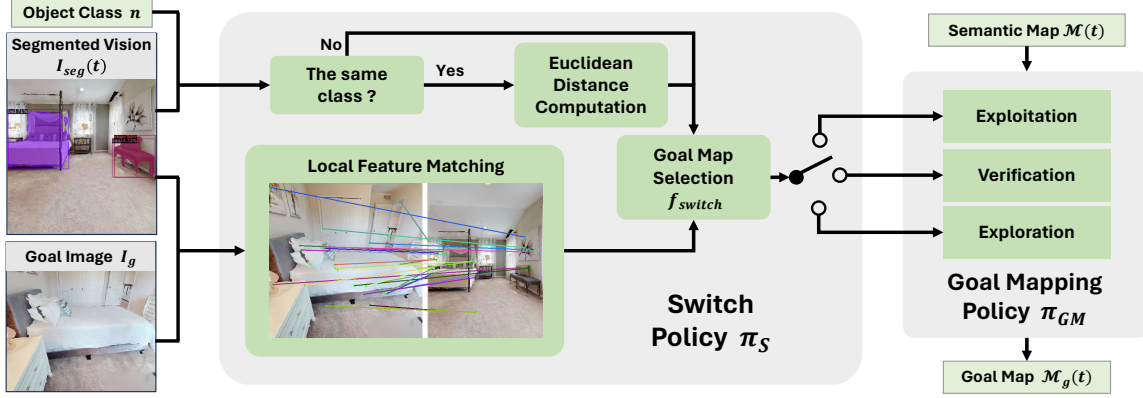 Object Class n
Segmented Vision
I_seg(t)
Goal Image I_g
No
The same
class ?
Yes
Euclidean
Distance
Computation
Local Feature Matching
Goal Map
Selection
f_switch
Switch
Policy π_S
Semantic Map ℳ(t)
Exploitation
Verification
Exploration
Goal Mapping
Policy π_GM
Goal Map ℳ_g(t)